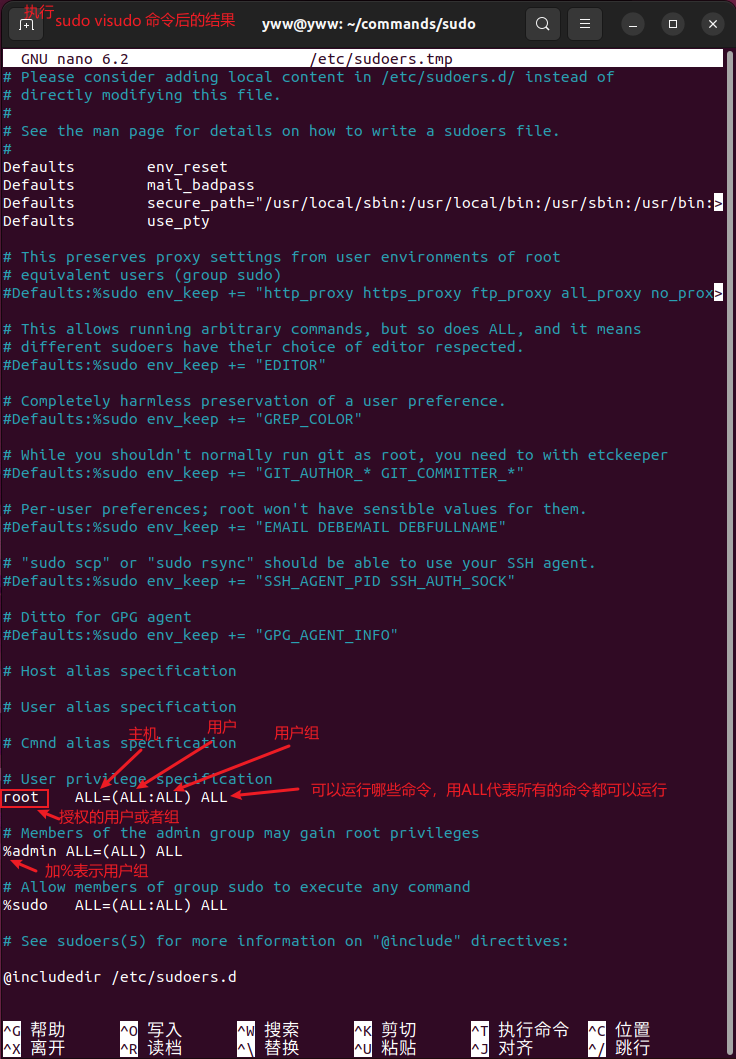 执行 sudo visudo 命令后的结果
yww@yww: ~/commands/sudo
GNU nano 6.2 /etc/sudoers.tmp
# Please consider adding local content in /etc/sudoers.d/ instead of
# directly modifying this file.
#
# See the man page for details on how to write a sudoers file.
#
Defaults env_reset
Defaults mail_badpass
Defaults secure_path="/usr/local/sbin:/usr/local/bin:/usr/sbin:/usr/bin:>
Defaults use_pty
# This preserves proxy settings from user environments of root
# equivalent users (group sudo)
#Defaults:%sudo env_keep += "http_proxy https_proxy ftp_proxy all_proxy no_prox>
# This allows running arbitrary commands, but so does ALL, and it means
# different sudoers have their choice of editor respected.
#Defaults:%sudo env_keep += "EDITOR"
# Completely harmless preservation of a user preference.
#Defaults:%sudo env_keep += "GREP_COLOR"
# While you shouldn't normally run git as root, you need to with etckeeper
#Defaults:%sudo env_keep += "GIT_AUTHOR_* GIT_COMMITTER_*"
# Per-user preferences; root won't have sensible values for them.
#Defaults:%sudo env_keep += "EMAIL DEBEMAIL DEBFULLNAME"
# "sudo scp" or "sudo rsync" should be able to use your SSH agent.
#Defaults:%sudo env_keep += "SSH_AGENT_PID SSH_AUTH_SOCK"
# Ditto for GPG agent
#Defaults:%sudo env_keep += "GPG_AGENT_INFO"
# Host alias specification
# User alias specification
主机 用户 用户组
# Cmnd alias specification
# User privilege specification
root ALL=(ALL:ALL) ALL 可以运行哪些命令，用ALL代表所有的命令都可以运行
授权的用户或者组
# Members of the admin group may gain root privileges
%admin ALL=(ALL) ALL
加%表示用户组
# Allow members of group sudo to execute any command
%sudo ALL=(ALL:ALL) ALL
# See sudoers(5) for more information on "@include" directives:
@includedir /etc/sudoers.d
^G 帮助 ^O 写入 ^W 搜索 ^K 剪切 ^T 执行命令 ^C 位置
^X 离开 ^R 读档 ^\ 替换 ^U 粘贴 ^J 对齐 ^/ 跳行